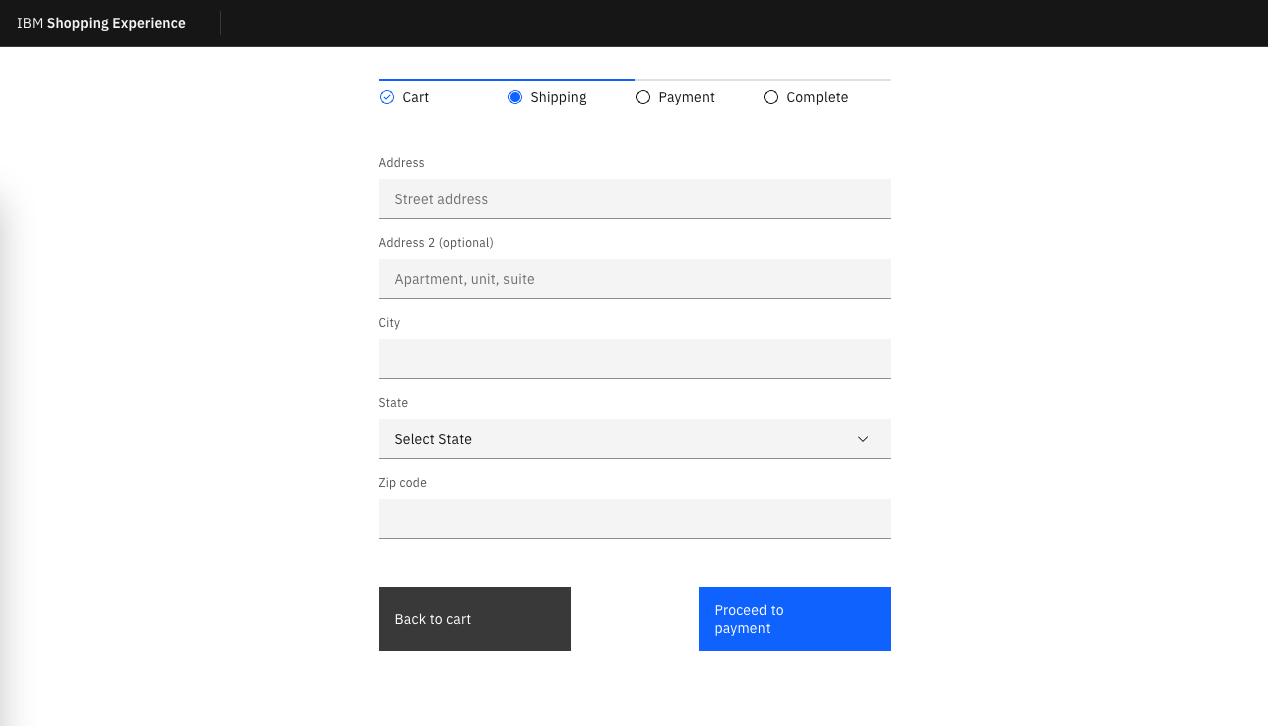 IBM Shopping Experience
Cart
Shipping
Payment
Complete
Address
Street address
Address 2 (optional)
Apartment, unit, suite
City
State
Select State
Zip code
Back to cart
Proceed to
payment